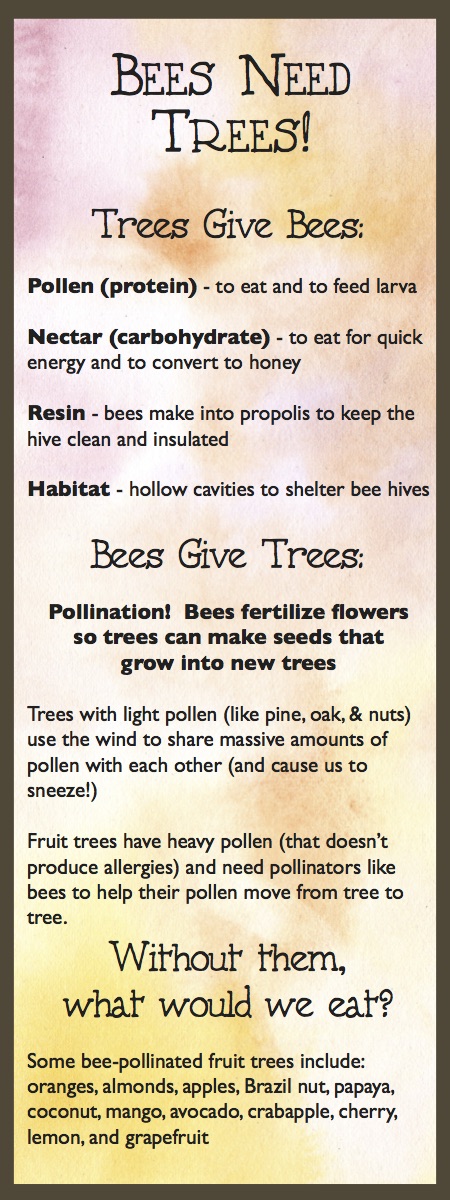 Bees Need
Trees!
Trees Give Bees:
Pollen (protein) - to eat and to feed larva
Nectar (carbohydrate) - to eat for quick
energy and to convert to honey
Resin - bees make into propolis to keep the
hive clean and insulated
Habitat - hollow cavities to shelter bee hives
Bees Give Trees:
Pollination!  Bees fertilize flowers
so trees can make seeds that
grow into new trees
Trees with light pollen (like pine, oak, & nuts)
use the wind to share massive amounts of
pollen with each other (and cause us to
sneeze!)
Fruit trees have heavy pollen (that doesn't
produce allergies) and need pollinators like
bees to help their pollen move from tree to
tree.
Without them,
what would we eat?
Some bee-pollinated fruit trees include:
oranges, almonds, apples, Brazil nut, papaya,
coconut, mango, avocado, crabapple, cherry,
lemon, and grapefruit